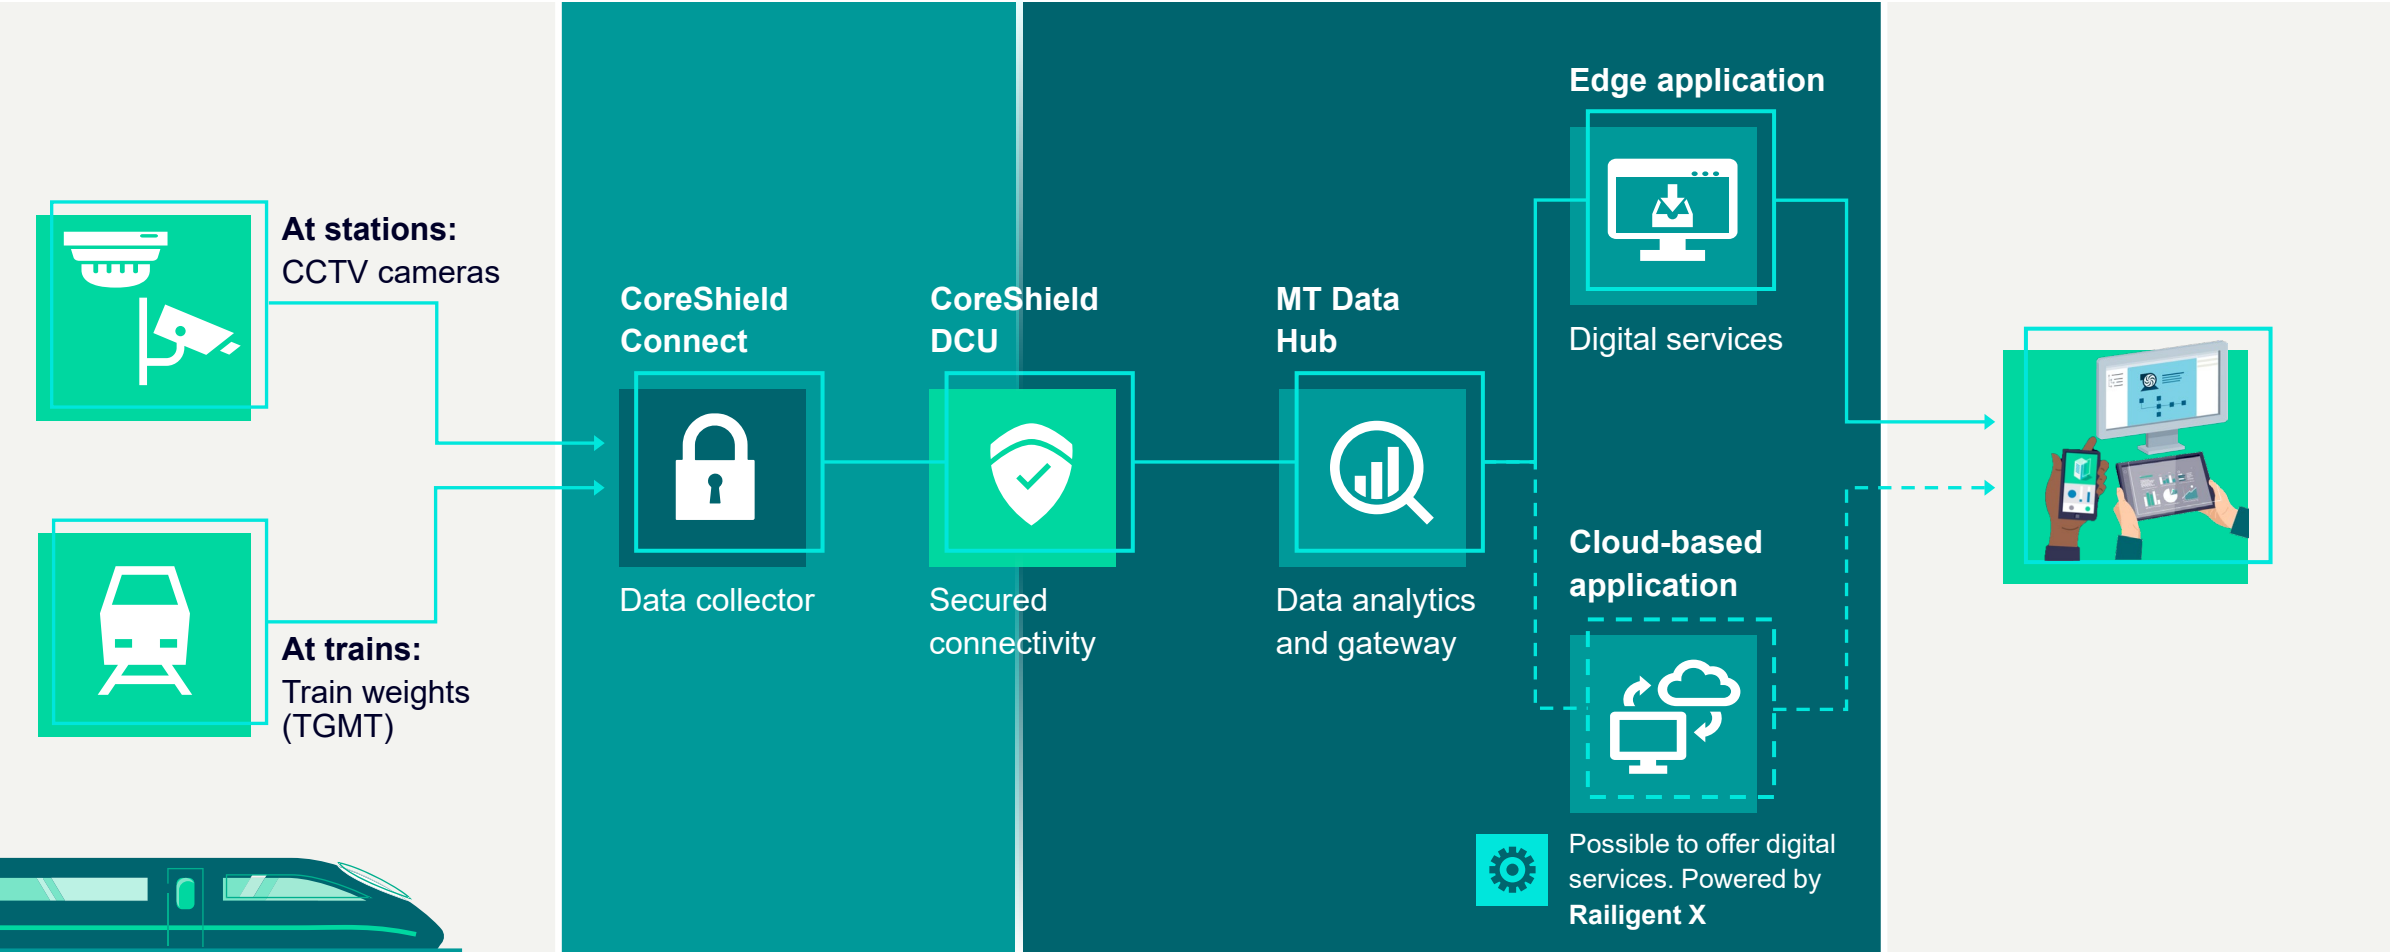 At stations:
CCTV cameras
At trains:
Train weights
(TGMT)
CoreShield
Connect
Data collector
CoreShield
DCU
Secured
connectivity
MT Data
Hub
Data analytics
and gateway
Edge application
Digital services
Cloud-based
application
Possible to offer digital
services. Powered by
Railigent X